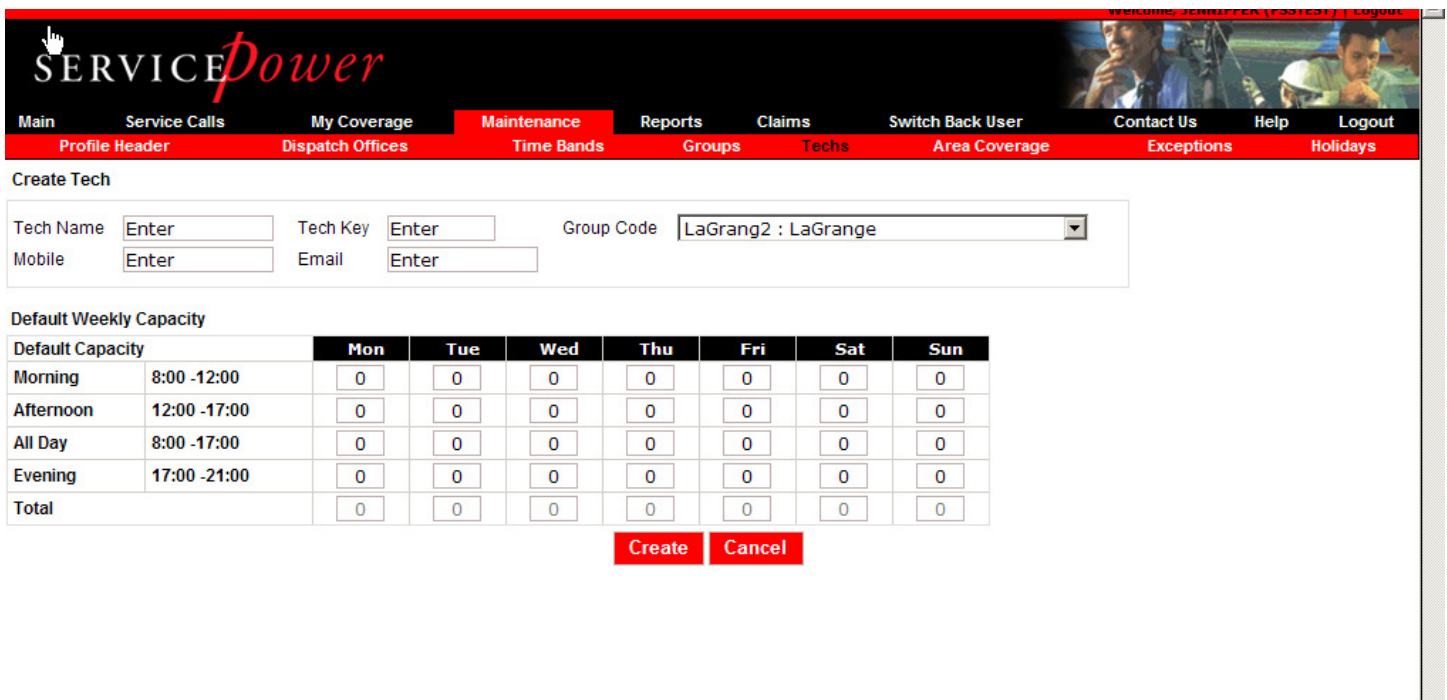 Welcome, JENNIFFER (FSSTEST) | Logout
SERVICEPower
Main Service Calls My Coverage Maintenance Reports Claims Switch Back User Contact Us Help Logout
Profile Header Dispatch Offices Time Bands Groups Techs Area Coverage Exceptions Holidays
Create Tech
Tech Name Enter Tech Key Enter Group Code LaGrang2 : LaGrange
Mobile Enter Email Enter
Default Weekly Capacity
Default Capacity Mon Tue Wed Thu Fri Sat Sun
Morning 8:00 -12:00 0 0 0 0 0 0 0
Afternoon 12:00 -17:00 0 0 0 0 0 0 0
All Day 8:00 -17:00 0 0 0 0 0 0 0
Evening 17:00 -21:00 0 0 0 0 0 0 0
Total 0 0 0 0 0 0 0
Create Cancel